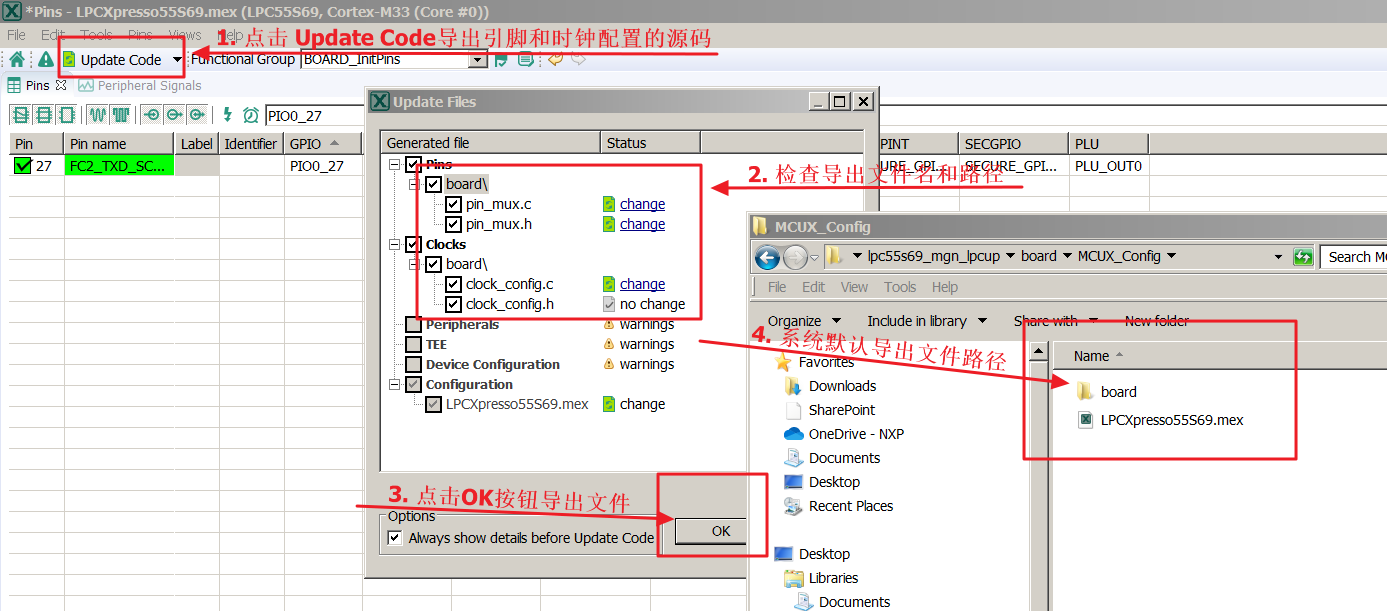 *Pins - LPCXpresso55S69.mex (LPC55S69, Cortex-M33 (Core #0))
File Edit Tools Pins Views Help
1. 点击 Update Code导出引脚和时钟配置的源码
Update Code
Functional Group BOARD_InitPins
Pins Peripheral Signals
PIO0_27
Pin Pin name Label Identifier GPIO PINT SECGPIO PLU
27 FC2_TXD_SC... PIO0_27 URE_GPI... SECURE_GPI... PLU_OUT0
Update Files
Generated file Status
Pins
board\
pin_mux.c change
pin_mux.h change
Clocks
board\
clock_config.c change
clock_config.h no change
Peripherals warnings
TEE warnings
Device Configuration warnings
Configuration
LPCXpresso55S69.mex change
2. 检查导出文件名和路径
3. 点击OK按钮导出文件
Options
Always show details before Update Code
OK
MCUX_Config
lpc55s69_mgn_lpcup board MCUX_Config
Search MC
File Edit View Tools Help
Organize Include in library Share with New folder
4. 系统默认导出文件路径
Favorites
Downloads
SharePoint
OneDrive - NXP
Documents
Desktop
Recent Places
Desktop
Libraries
Documents
Name
board
LPCXpresso55S69.mex